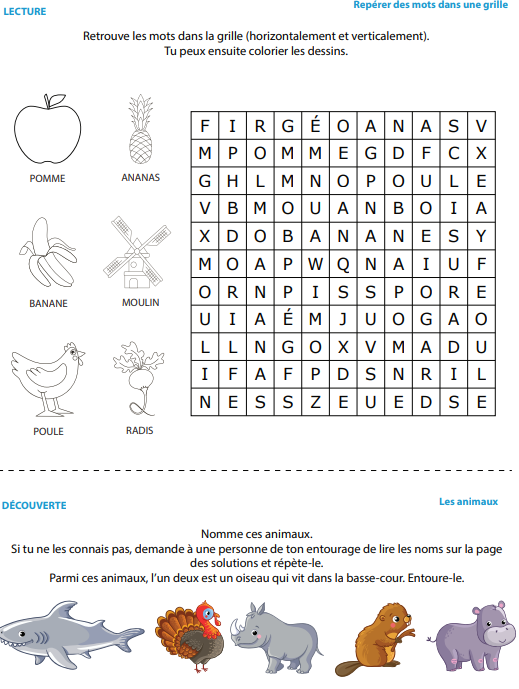 LECTURE
Repérer des mots dans une grille
Retrouve les mots dans la grille (horizontalement et verticalement).
Tu peux ensuite colorier les dessins.
POMME
ANANAS
BANANE
MOULIN
POULE
RADIS
F I R G É O A N A S V
M P O M M E G D F C X
G H L M N O P O U L E
V B M O U A N B O I A
X D O B A N A N E S Y
M O A P W Q N A I U F
O R N P I S S P O R E
U I A É M J U O G A O
L L N G O X V M A D U
I F A F P D S N R I L
N E S S Z E U E D S E
DÉCOUVERTE
Les animaux
Nomme ces animaux.
Si tu ne les connais pas, demande à une personne de ton entourage de lire les noms sur la page
des solutions et répète-le.
Parmi ces animaux, l'un deux est un oiseau qui vit dans la basse-cour. Entoure-le.